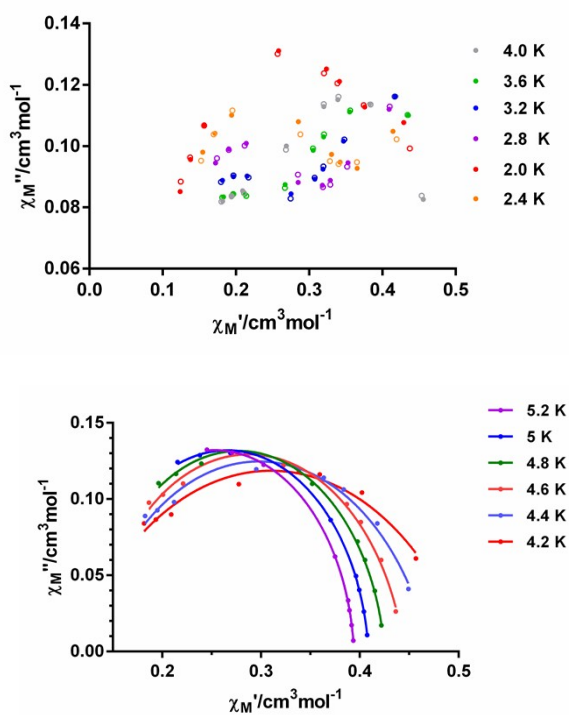 0.14
0.12
0.10
0.08
0.06
χM''/cm3mol-1
0.0
0.1
0.2
0.3
0.4
0.5
χM'/cm3mol-1
4.0 K
3.6 K
3.2 K
2.8 K
2.0 K
2.4 K
0.15
0.10
0.05
0.00
χM''/cm3mol-1
0.2
0.3
0.4
0.5
χM'/cm3mol-1
5.2 K
5 K
4.8 K
4.6 K
4.4 K
4.2 K